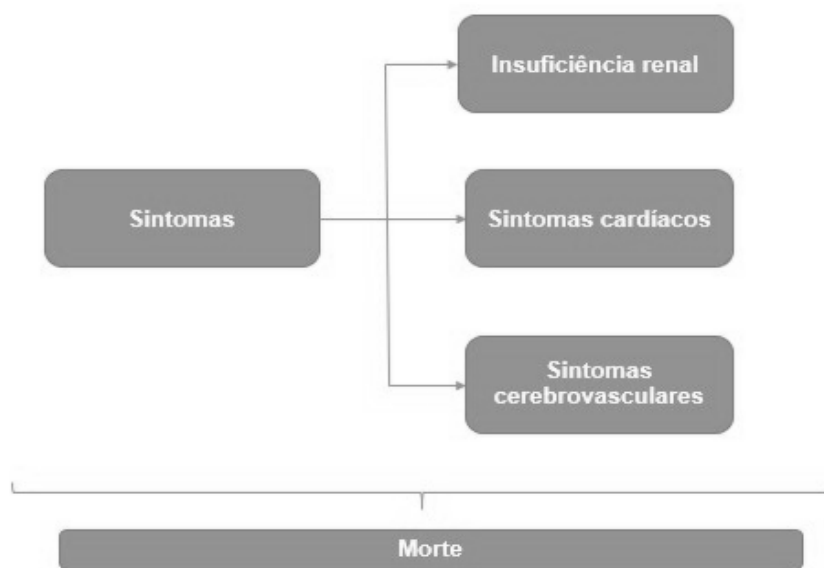 Insuficiência renal
Sintomas
Sintomas cardíacos
Sintomas
cerebrovasculares
Morte